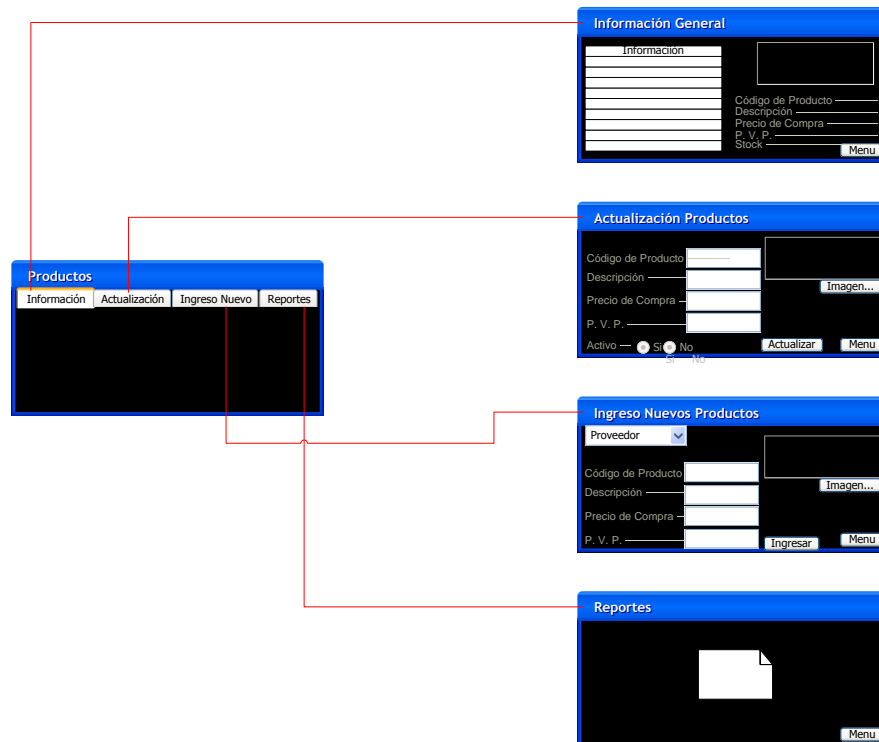 Información General
Informaciión
Código de Producto
Descripción
Precio de Compra
P. V. P.
Stock
Menu
Actualización Productos
Código de Producto
Descripción
Imagen...
Precio de Compra
P. V. P.
Activo
Si
No
Si
No
Actualizar
Menu
Productos
Información
Actualización
Ingreso Nuevo
Reportes
Ingreso Nuevos Productos
Proveedor
Código de Producto
Imagen...
Descripción
Precio de Compra
P. V. P.
Ingresar
Menu
Reportes
Menu